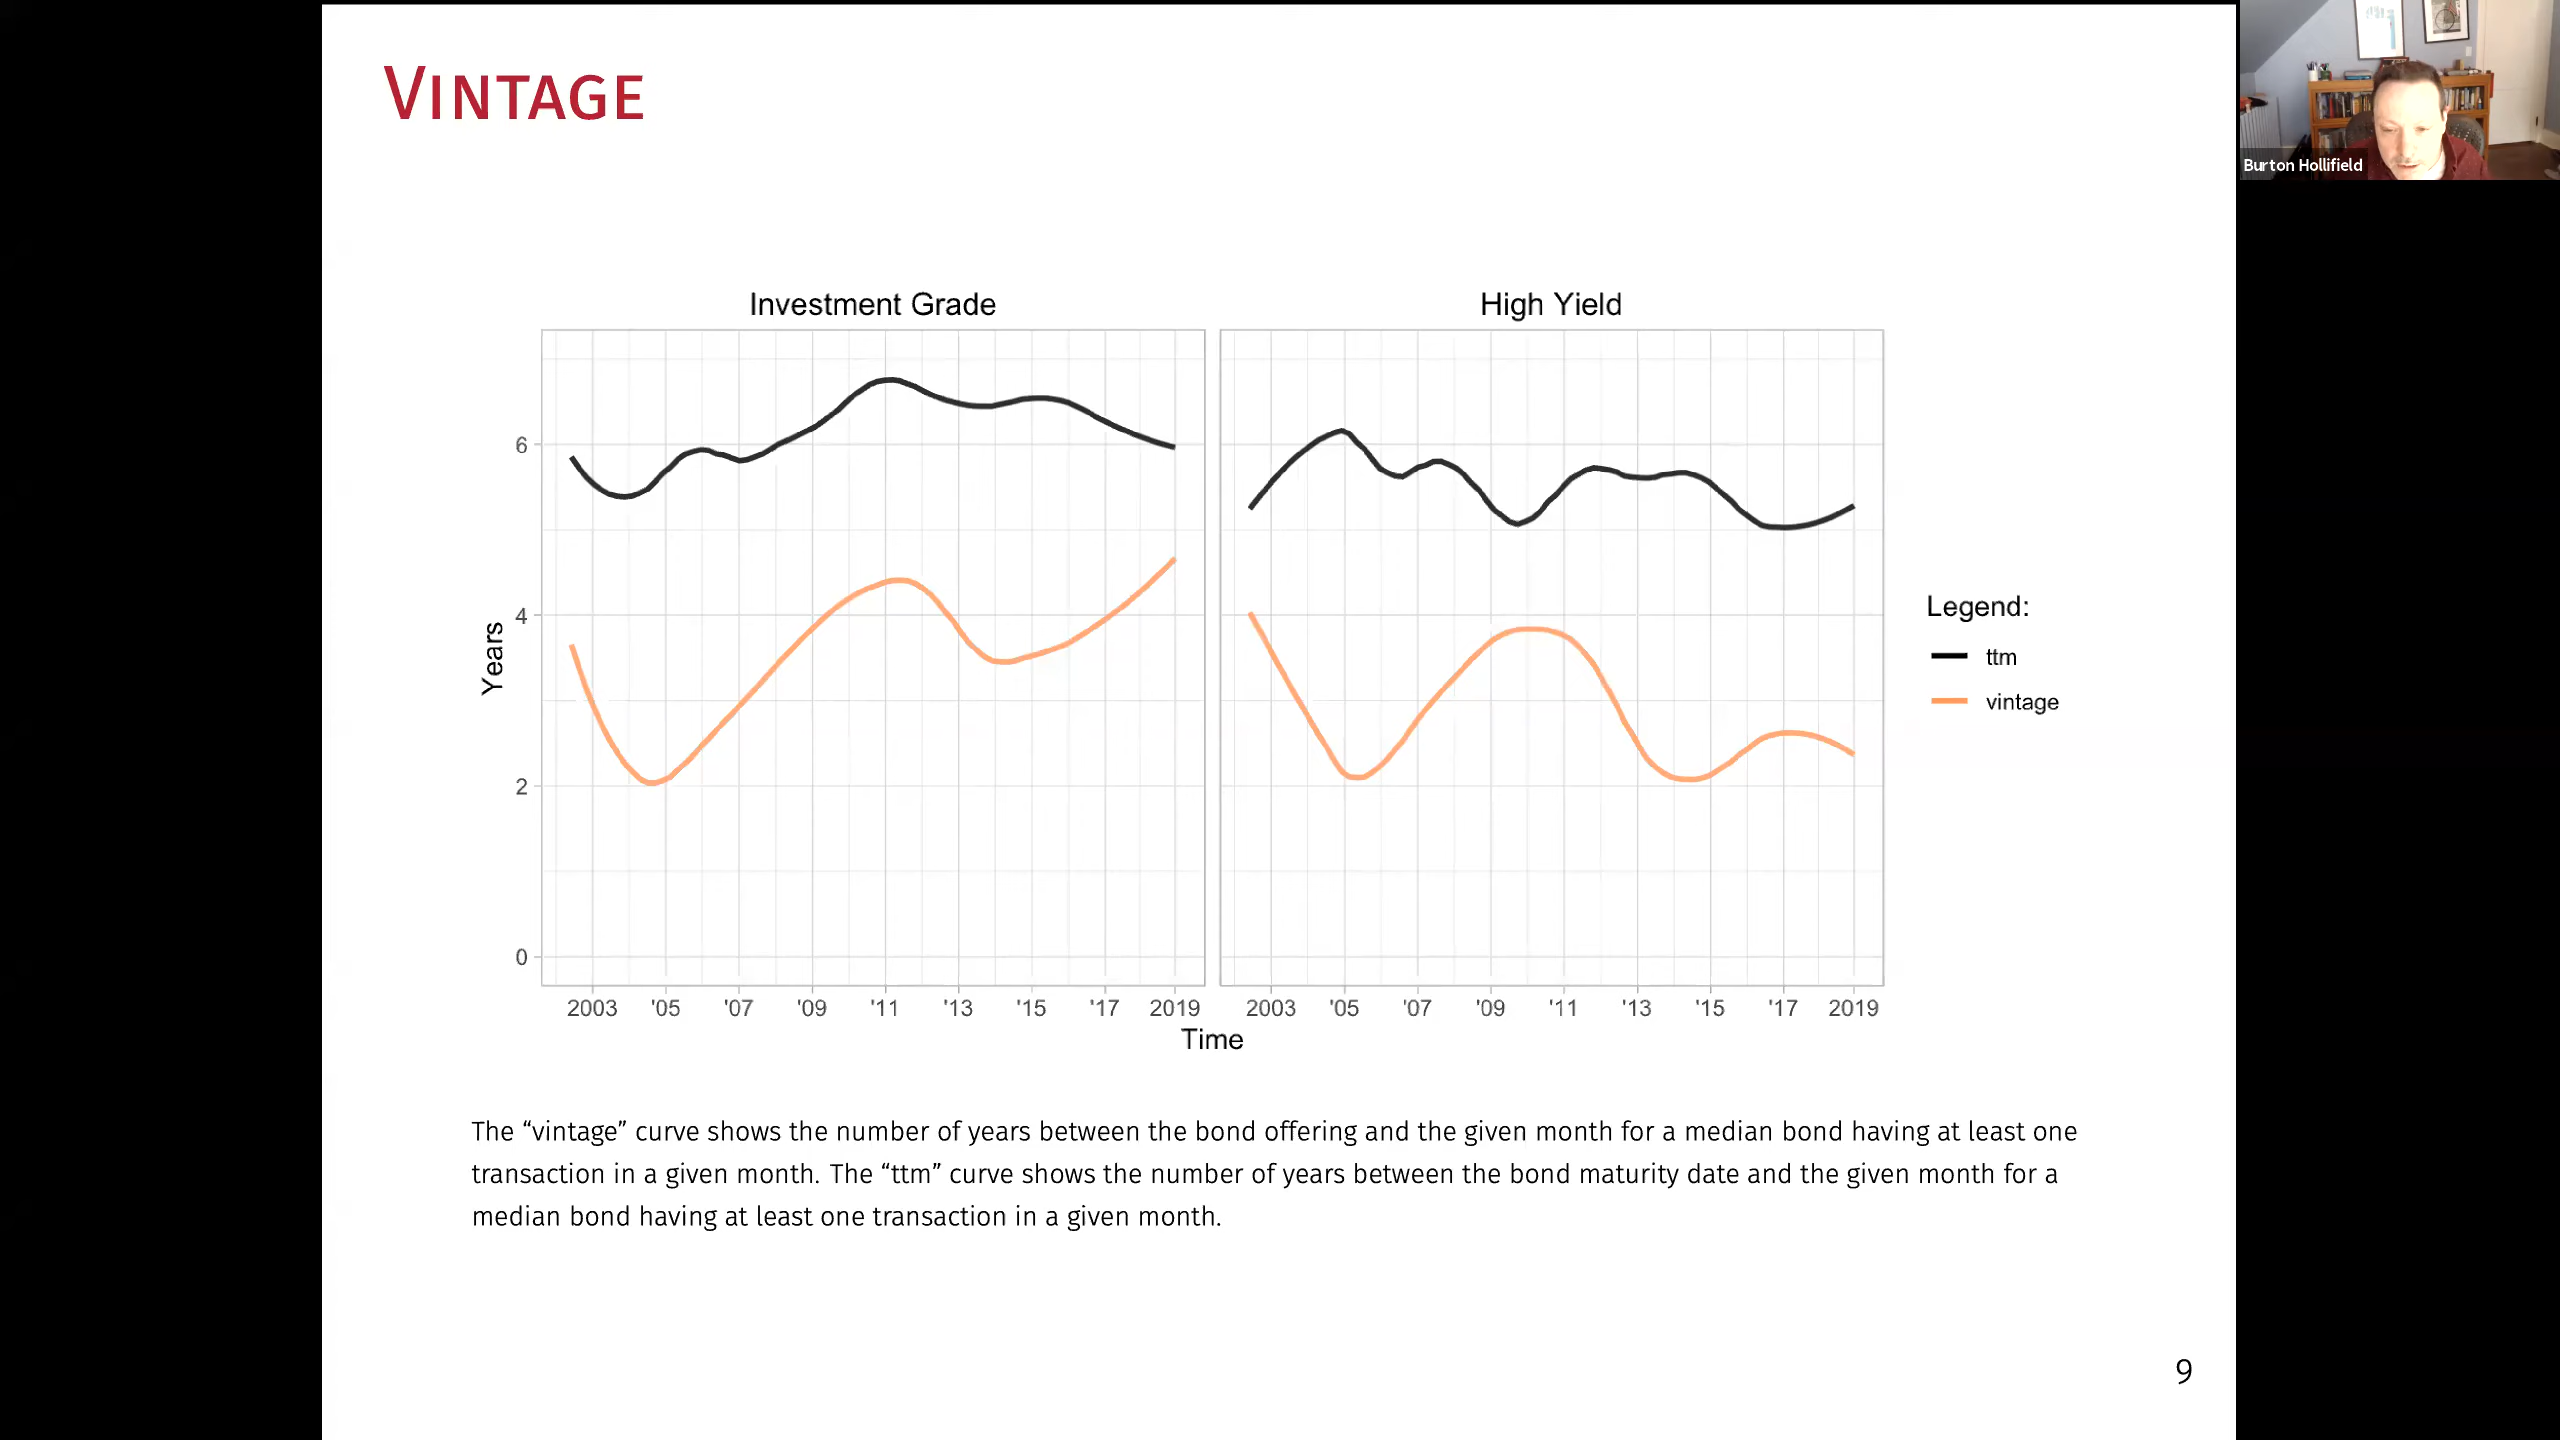 VINTAGE
Burton Hollifield
Investment Grade
High Yield
Years
6
4
2
0
2003 '05 '07 '09 '11 '13 '15 '17 2019
2003 '05 '07 '09 '11 '13 '15 '17 2019
Time
Legend:
ttm
vintage
The “vintage” curve shows the number of years between the bond offering and the given month for a median bond having at least one
transaction in a given month. The “ttm” curve shows the number of years between the bond maturity date and the given month for a
median bond having at least one transaction in a given month.
9